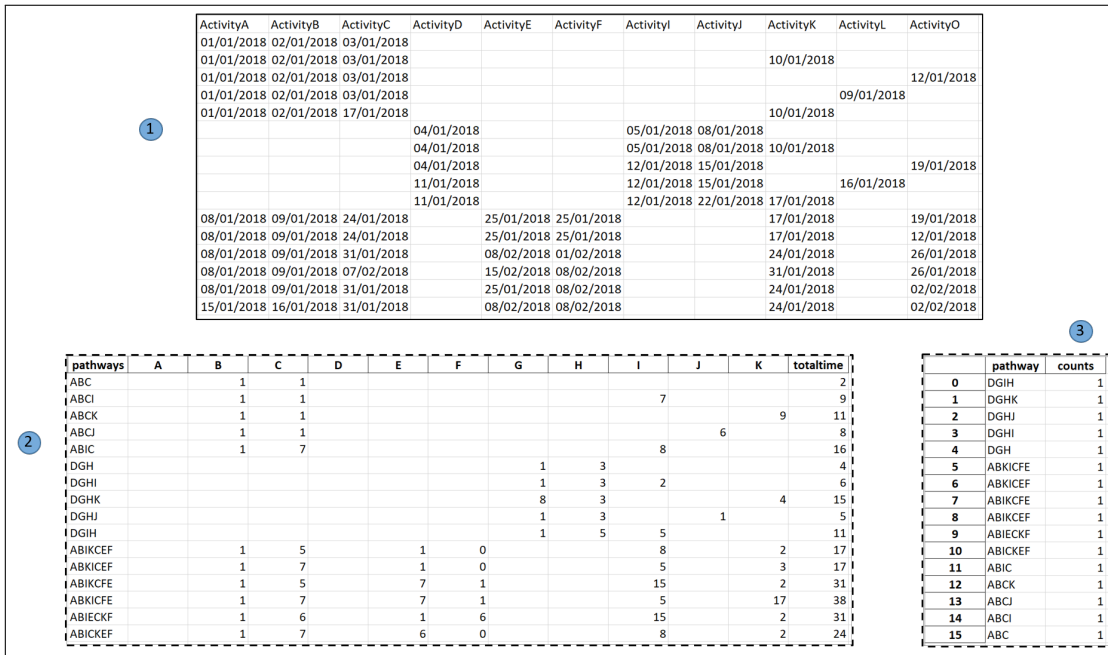 ActivityA ActivityB ActivityC ActivityD ActivityE ActivityF ActivityI ActivityJ ActivityK ActivityL ActivityO
01/01/2018 02/01/2018 03/01/2018
01/01/2018 02/01/2018 03/01/2018 10/01/2018
01/01/2018 02/01/2018 03/01/2018 12/01/2018
01/01/2018 02/01/2018 03/01/2018 09/01/2018
01/01/2018 02/01/2018 17/01/2018 10/01/2018
1
04/01/2018 05/01/2018 08/01/2018
04/01/2018 05/01/2018 08/01/2018 10/01/2018
04/01/2018 12/01/2018 15/01/2018 19/01/2018
11/01/2018 12/01/2018 15/01/2018 16/01/2018
11/01/2018 12/01/2018 22/01/2018 17/01/2018
08/01/2018 09/01/2018 24/01/2018 25/01/2018 25/01/2018 17/01/2018 19/01/2018
08/01/2018 09/01/2018 24/01/2018 25/01/2018 25/01/2018 17/01/2018 12/01/2018
08/01/2018 09/01/2018 31/01/2018 08/02/2018 01/02/2018 24/01/2018 26/01/2018
08/01/2018 09/01/2018 07/02/2018 15/02/2018 08/02/2018 31/01/2018 26/01/2018
08/01/2018 09/01/2018 31/01/2018 25/01/2018 08/02/2018 24/01/2018 02/02/2018
15/01/2018 16/01/2018 31/01/2018 08/02/2018 08/02/2018 24/01/2018 02/02/2018
2
pathways A B C D E F G H I J K totaltime
ABC 1 1 2
ABCI 1 1 7 9
ABCK 1 1 9 11
ABCJ 1 1 6 8
ABIC 1 7 8 16
DGH 1 3 4
DGHI 1 3 2 6
DGHK 8 3 4 15
DGHJ 1 3 1 5
DGIH 1 5 5 11
ABIKCEF 1 5 1 0 8 2 17
ABKICEF 1 7 1 0 5 3 17
ABIKCFE 1 5 7 1 15 2 31
ABKICFE 1 7 7 1 5 17 38
ABIECKF 1 6 1 6 15 2 31
ABICKEF 1 7 6 0 8 2 24
3
pathway counts
0 DGIH 1
1 DGHK 1
2 DGHJ 1
3 DGHI 1
4 DGH 1
5 ABKICFE 1
6 ABKICEF 1
7 ABIKCFE 1
8 ABIKCEF 1
9 ABIECKF 1
10 ABICKEF 1
11 ABIC 1
12 ABCK 1
13 ABCJ 1
14 ABCI 1
15 ABC 1